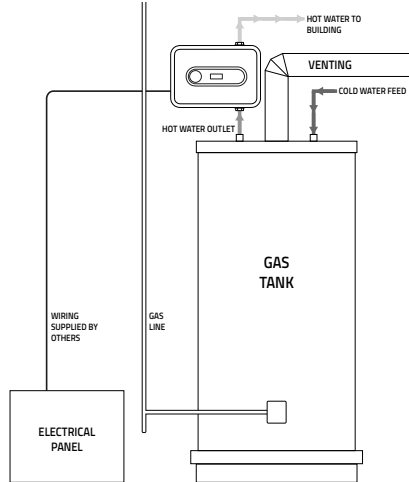 HOT WATER TO
BUILDING
VENTING
COLD WATER FEED
HOT WATER OUTLET
GAS
TANK
WIRING
SUPPLIED BY
OTHERS
GAS
LINE
ELECTRICAL
PANEL